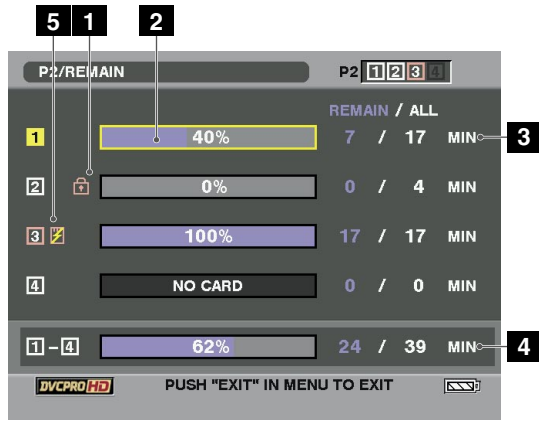 5 1 2
P2/REMAIN P2 1 2 3 4
REMAIN / ALL
1 40% 7 / 17 MIN 3
2 0% 0 / 4 MIN
3 100% 17 / 17 MIN
4 NO CARD 0 / 0 MIN
1-4 62% 24 / 39 MIN 4
DVCPRO HD PUSH "EXIT" IN MENU TO EXIT